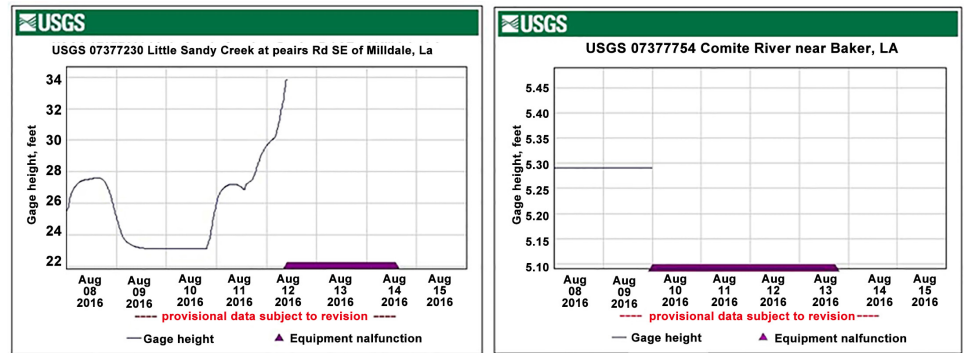 USGS
USGS 07377230 Little Sandy Creek at peairs Rd SE of Milldale, La
Gage height, feet
34
32
30
28
26
24
22
Aug Aug Aug Aug Aug Aug Aug Aug
08 09 10 11 12 13 14 15
2016 2016 2016 2016 2016 2016 2016 2016
----- provisional data subject to revision -----
Gage height Equipment nalfunction
USGS
USGS 07377754 Comite River near Baker, LA
Gage height, feet
5.45
5.40
5.35
5.30
5.25
5.20
5.15
5.10
Aug Aug Aug Aug Aug Aug Aug Aug
08 09 10 11 12 13 14 15
2016 2016 2016 2016 2016 2016 2016 2016
----- provisional data subject to revision -----
Gage height Equipment nalfunction